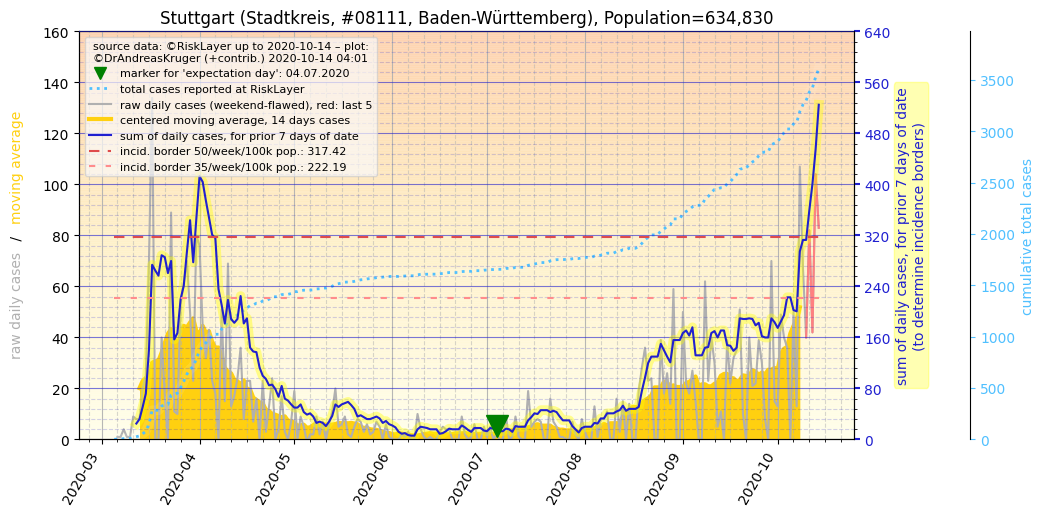 Stuttgart (Stadtkreis, #08111, Baden-Württemberg), Population=634,830
source data: ©RiskLayer up to 2020-10-14 – plot:
©DrAndreasKruger (+contrib.) 2020-10-14 04:01
marker for 'expectation day': 04.07.2020
total cases reported at RiskLayer
raw daily cases (weekend-flawed), red: last 5
centered moving average, 14 days cases
sum of daily cases, for prior 7 days of date
incid. border 50/week/100k pop.: 317.42
incid. border 35/week/100k pop.: 222.19
raw daily cases / moving average
160
140
120
100
80
60
40
20
0
2020-03
2020-04
2020-05
2020-06
2020-07
2020-08
2020-09
2020-10
640
560
480
400
320
240
160
80
0
sum of daily cases, for prior 7 days of date
(to determine incidence borders)
3500
3000
2500
2000
1500
1000
500
0
cumulative total cases